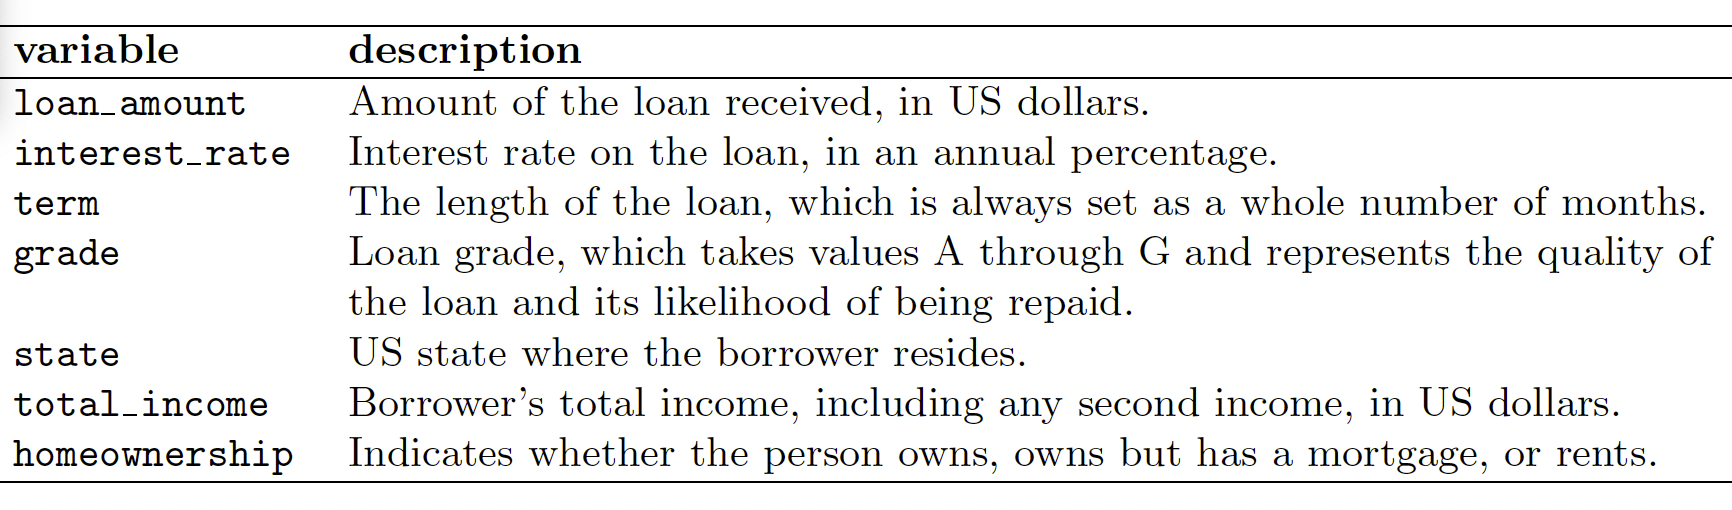 variable description
loan_amount Amount of the loan received, in US dollars.
interest_rate Interest rate on the loan, in an annual percentage.
term The length of the loan, which is always set as a whole number of months.
grade Loan grade, which takes values A through G and represents the quality of
the loan and its likelihood of being repaid.
state US state where the borrower resides.
total_income Borrower’s total income, including any second income, in US dollars.
homeownership Indicates whether the person owns, owns but has a mortgage, or rents.